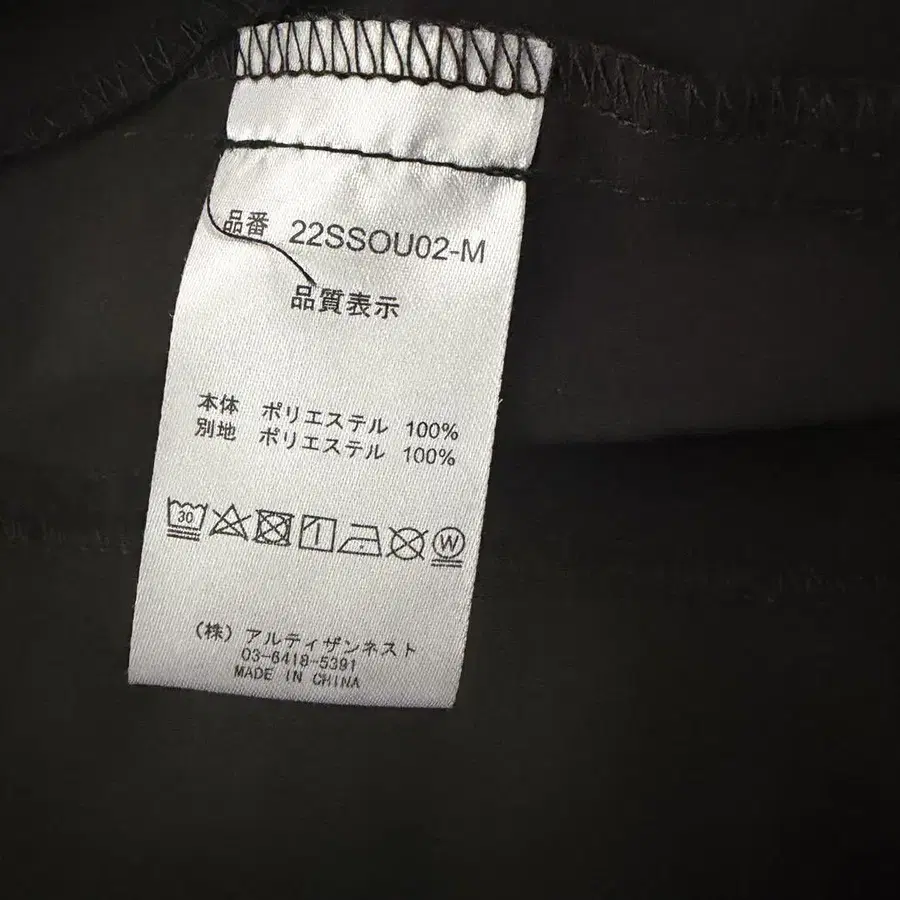 品番 22SSOU02-M
品質表示
本体 ポリエステル 100%
別地 ポリエステル 100%
30 W
(株) アルティザンネスト
03-6418-5391
MADE IN CHINA